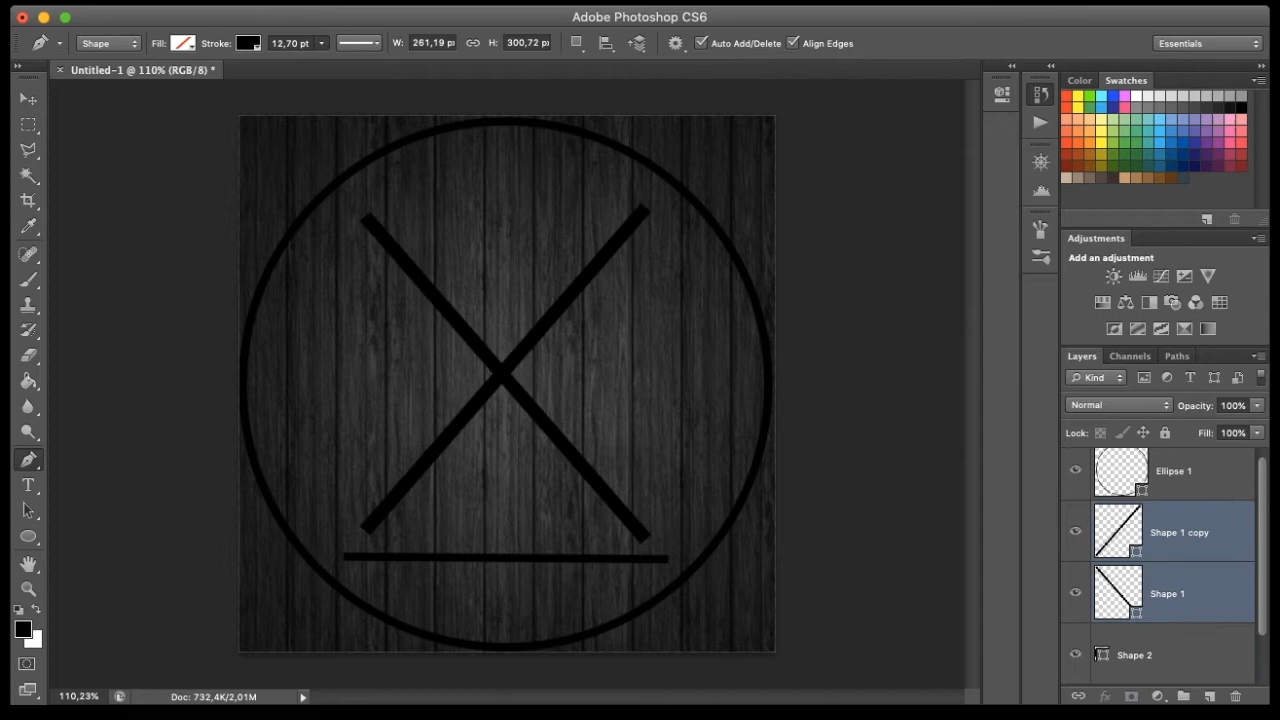 Adobe Photoshop CS6
Shape Fill: Stroke: 12,70 pt W: 261,19 pı H: 300,72 pı Auto Add/Delete Align Edges Essentials
Untitled-1 @ 110% (RGB/8) *
Color Swatches
Adjustments
Add an adjustment
Layers Channels Paths
Kind
Normal Opacity: 100%
Lock: Fill: 100%
Ellipse 1
Shape 1 copy
Shape 1
Shape 2
110,23% Doc: 732,4K/2,01M